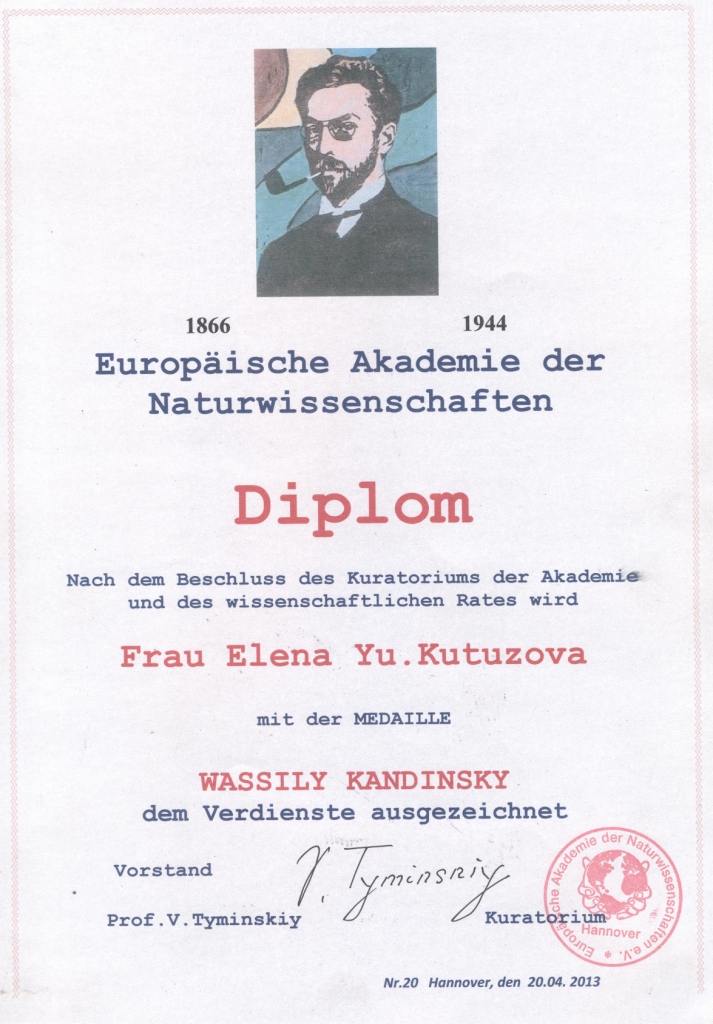 1866 1944
Europäische Akademie der
Naturwissenschaften
Diplom
Nach dem Beschluss des Kuratoriums der Akademie
und des wissenschaftlichen Rates wird
Frau Elena Yu.Kutuzova
mit der MEDAILLE
WASSILY KANDINSKY
dem Verdienste ausgezeichnet
Vorstand
V. Tyminskiy
Prof.V.Tyminskiy
Kuratorium
Europäische Akademie der Naturwissenschaften e.V. *
Hannover
Nr.20 Hannover, den 20.04. 2013